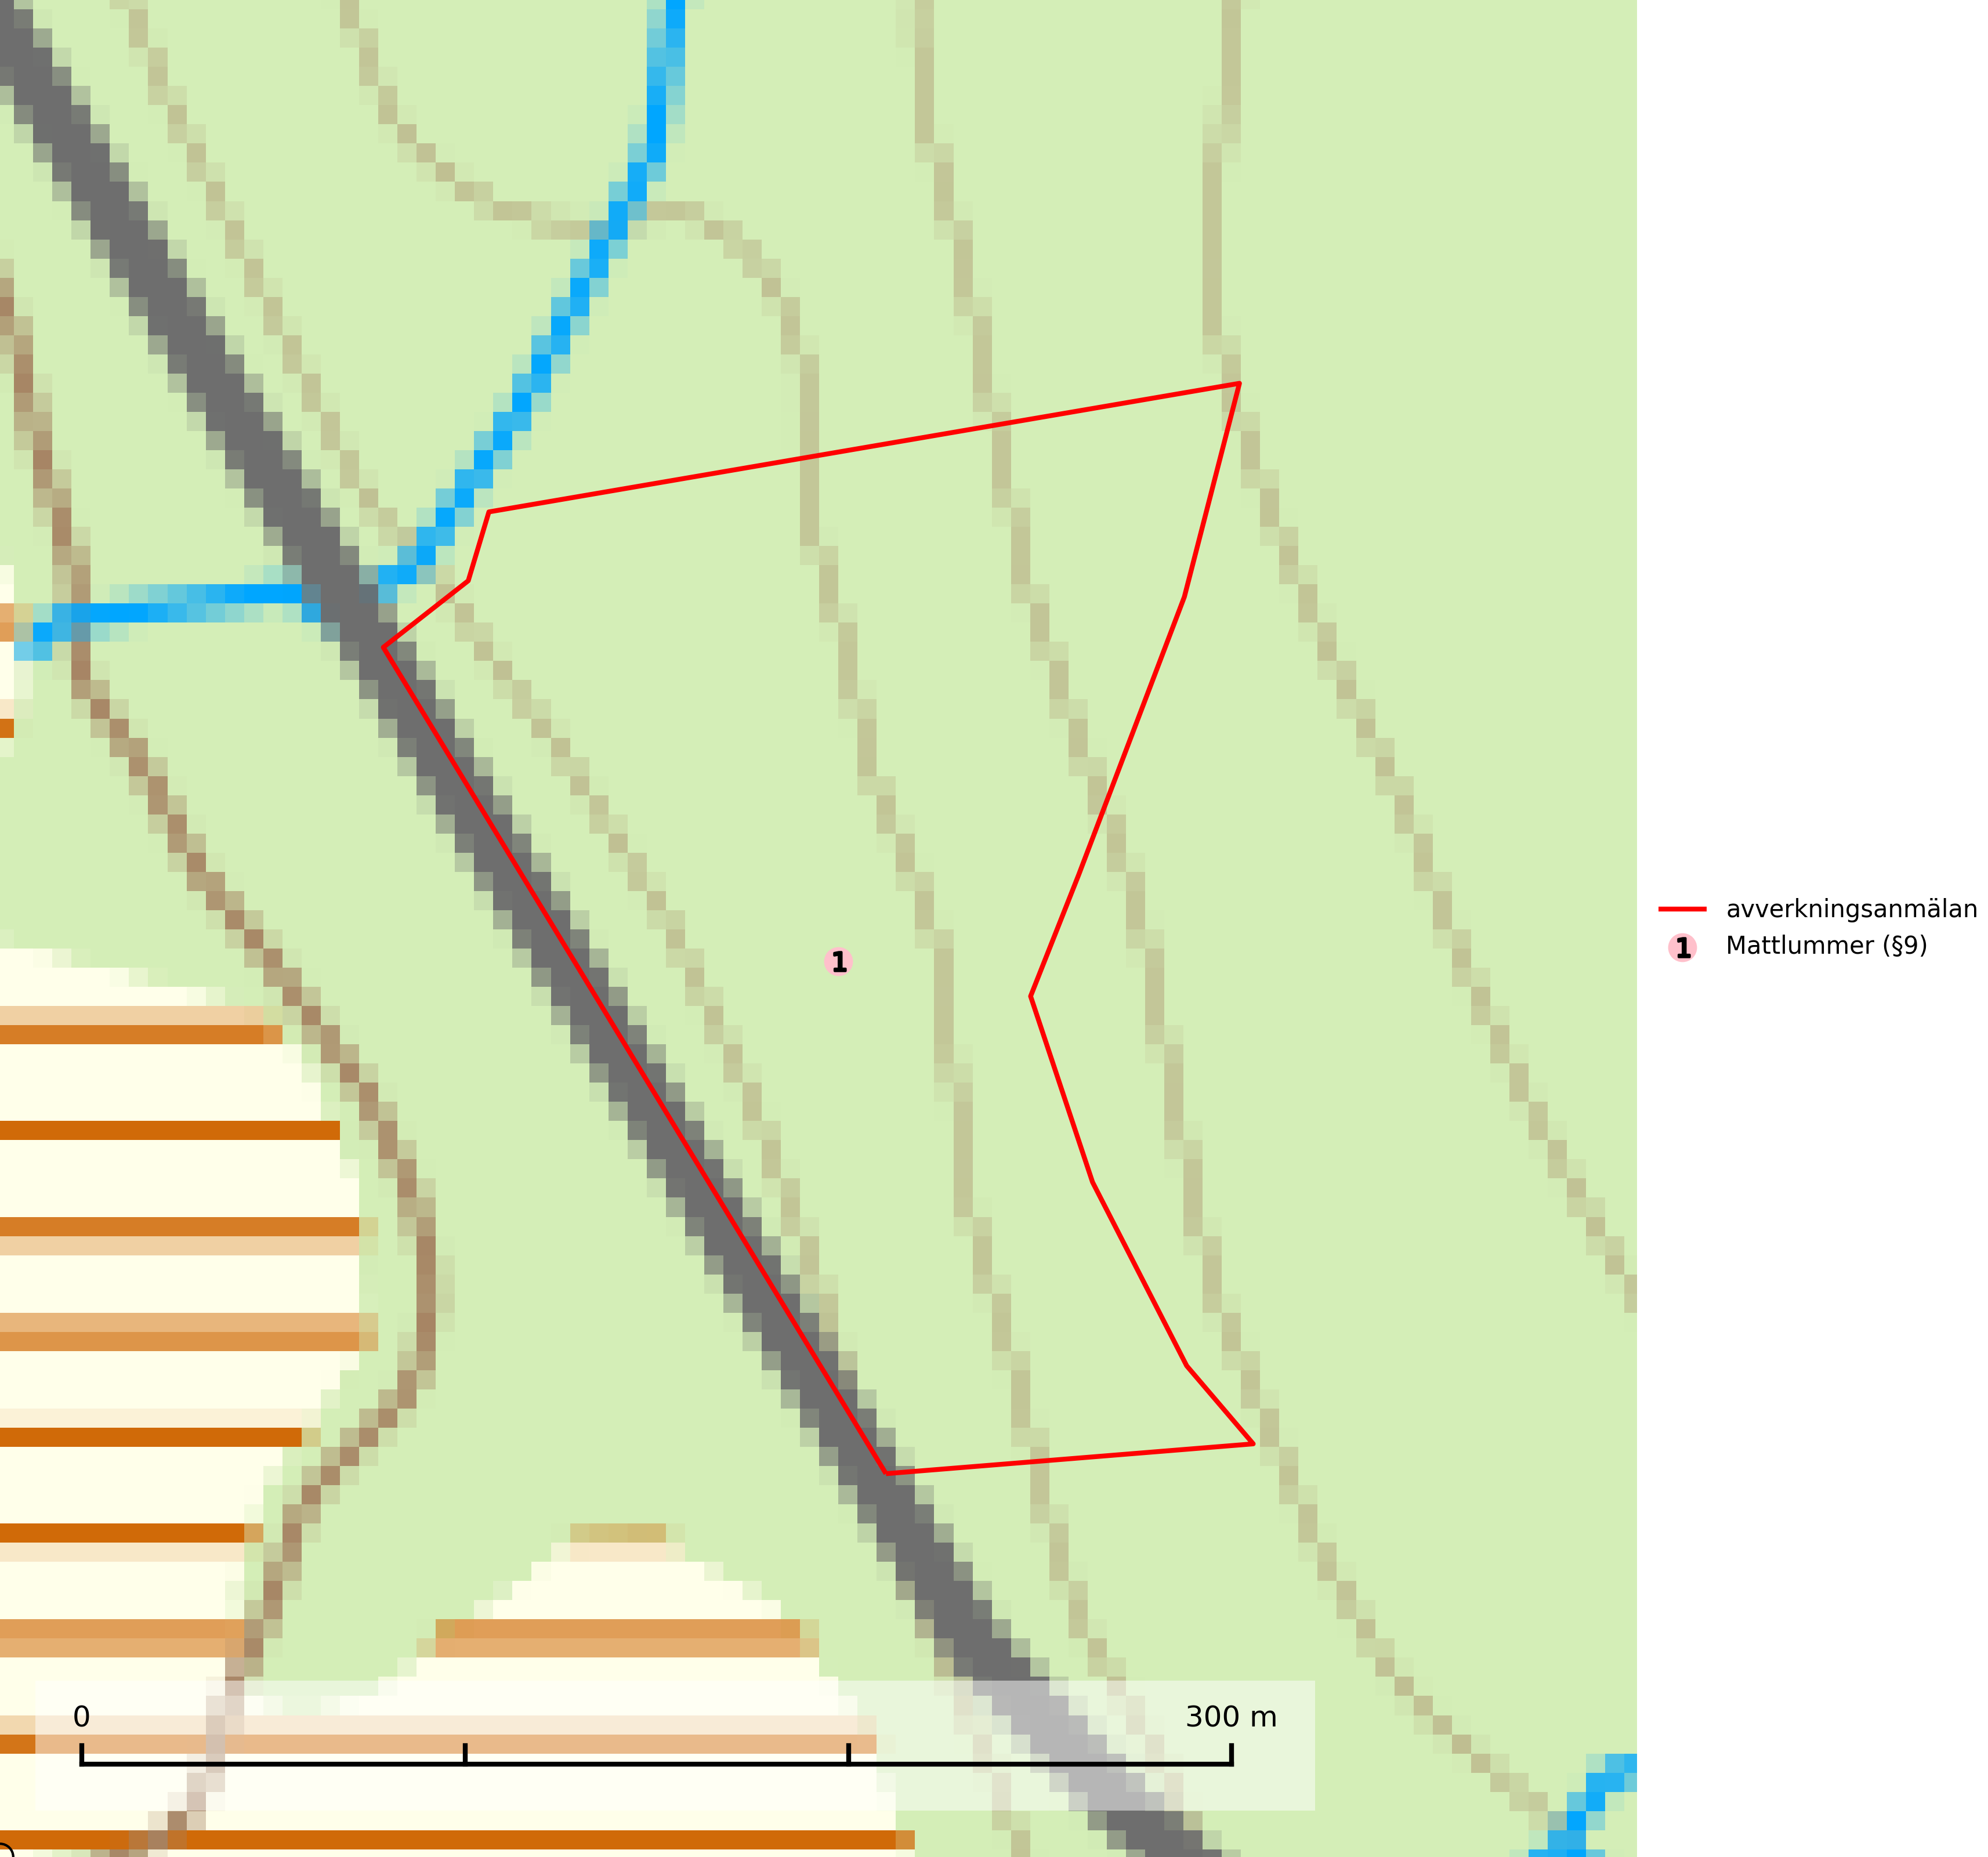 1
avverkningsanmälan
1 Mattlummer (§9)
0 300 m